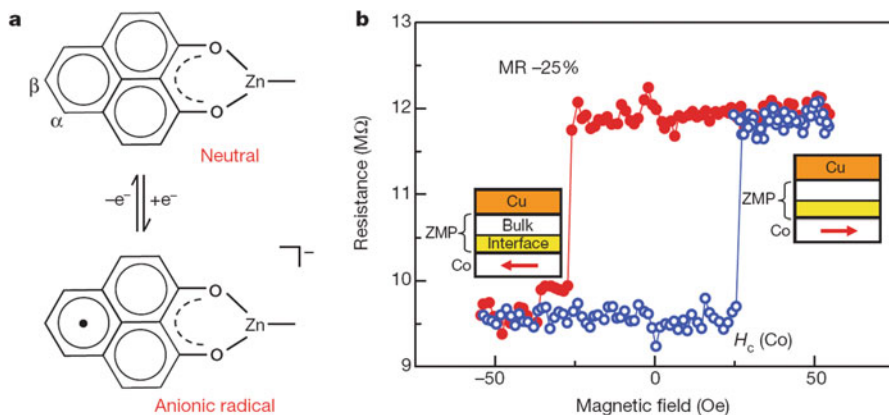 a
O
Zn
O
β
α
Neutral
–e⁻
+e⁻
–
O
Zn
O
Anionic radical
b
MR –25%
Resistance (MΩ)
13
12
11
10
9
Cu
ZMP
Bulk
Interface
Co
Cu
ZMP
Co
Hc (Co)
–50
0
50
Magnetic field (Oe)